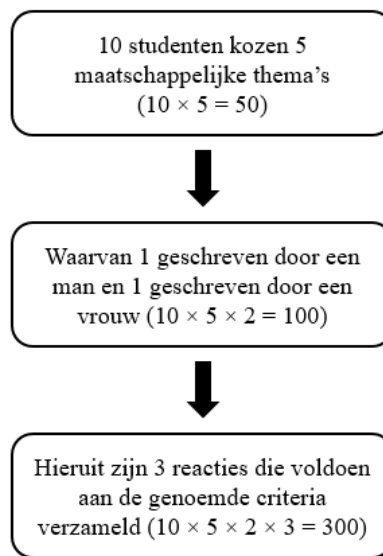 10 studenten kozen 5
maatschappelijke thema’s
(10 × 5 = 50)
Waarvan 1 geschreven door een
man en 1 geschreven door een
vrouw (10 × 5 × 2 = 100)
Hieruit zijn 3 reacties die voldoen
aan de genoemde criteria
verzameld (10 × 5 × 2 × 3 = 300)